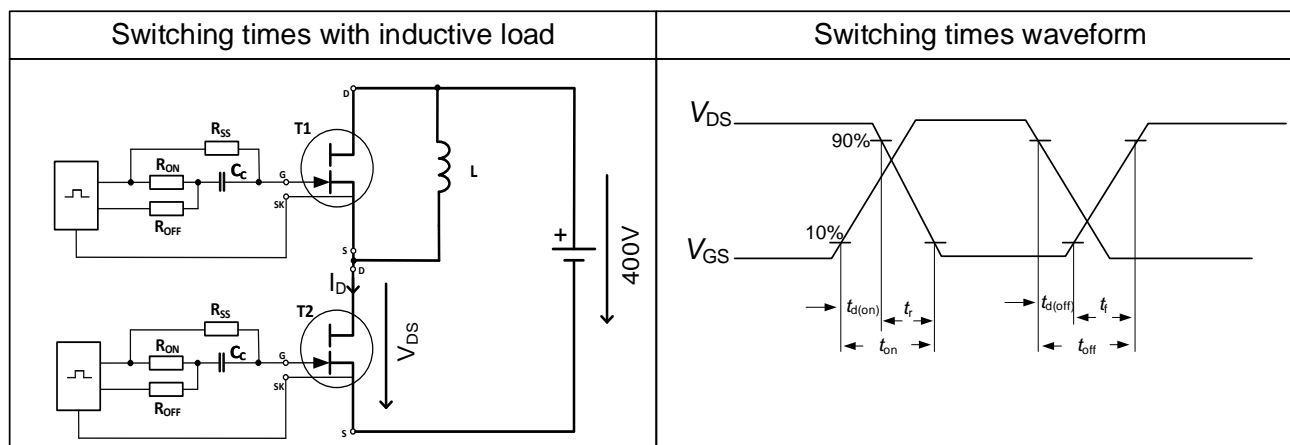 Switching times with inductive load
Switching times waveform
D
T1
RSS
RON
CC
G
SK
ROFF
L
S
D
ID
+
400V
T2
VDS
RSS
RON
CC
G
SK
ROFF
S
VDS
90%
10%
VGS
td(on)
tr
td(off)
tf
ton
toff